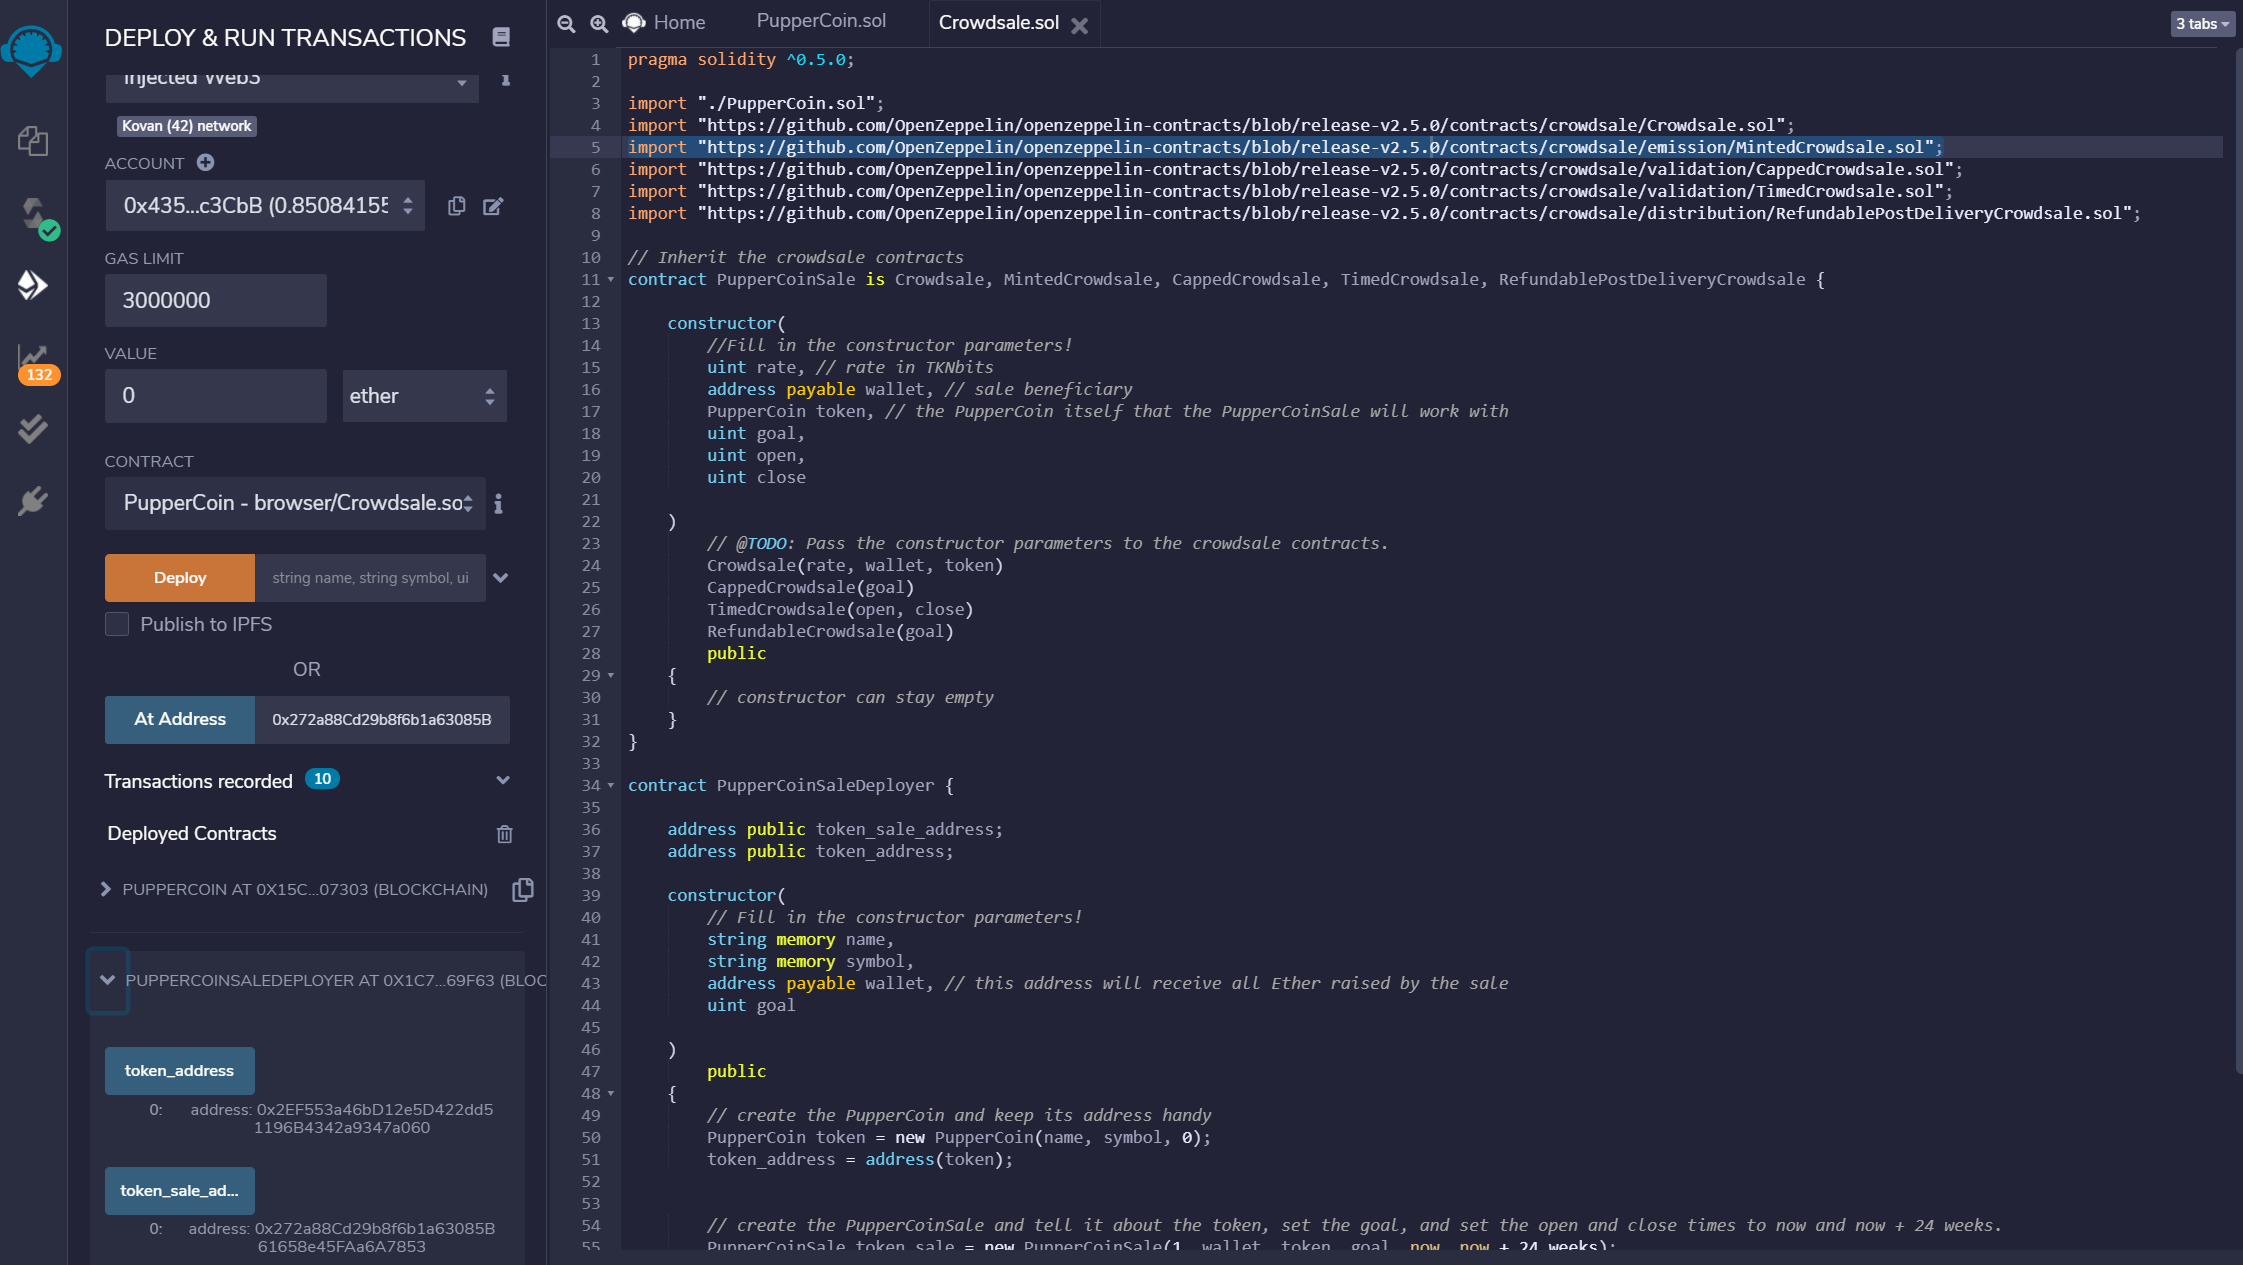 DEPLOY & RUN TRANSACTIONS
Injected Web3
Kovan (42) network
ACCOUNT
0x435...c3CbB (0.85084155
GAS LIMIT
3000000
VALUE
0
ether
CONTRACT
PupperCoin - browser/Crowdsale.so
Deploy
string name, string symbol, ui
Publish to IPFS
OR
At Address
0x272a88Cd29b8f6b1a63085B
Transactions recorded 10
Deployed Contracts
PUPPERCOIN AT 0X15C...07303 (BLOCKCHAIN)
PUPPERCOINSALEDEPLOYER AT 0X1C7...69F63 (BLOC
token_address
0: address: 0x2EF553a46bD12e5D422dd5
1196B4342a9347a060
token_sale_ad...
0: address: 0x272a88Cd29b8f6b1a63085B
61658e45FAa6A7853
132
Home
PupperCoin.sol
Crowdsale.sol
3 tabs
1 pragma solidity ^0.5.0;
2
3 import "./PupperCoin.sol";
4 import "https://github.com/OpenZeppelin/openzeppelin-contracts/blob/release-v2.5.0/contracts/crowdsale/Crowdsale.sol";
5 import "https://github.com/OpenZeppelin/openzeppelin-contracts/blob/release-v2.5.0/contracts/crowdsale/emission/MintedCrowdsale.sol";
6 import "https://github.com/OpenZeppelin/openzeppelin-contracts/blob/release-v2.5.0/contracts/crowdsale/validation/CappedCrowdsale.sol";
7 import "https://github.com/OpenZeppelin/openzeppelin-contracts/blob/release-v2.5.0/contracts/crowdsale/validation/TimedCrowdsale.sol";
8 import "https://github.com/OpenZeppelin/openzeppelin-contracts/blob/release-v2.5.0/contracts/crowdsale/distribution/RefundablePostDeliveryCrowdsale.sol";
9
10 // Inherit the crowdsale contracts
11 contract PupperCoinSale is Crowdsale, MintedCrowdsale, CappedCrowdsale, TimedCrowdsale, RefundablePostDeliveryCrowdsale {
12
13 constructor(
14 //Fill in the constructor parameters!
15 uint rate, // rate in TKNbits
16 address payable wallet, // sale beneficiary
17 PupperCoin token, // the PupperCoin itself that the PupperCoinSale will work with
18 uint goal,
19 uint open,
20 uint close
21
22 )
23 // @TODO: Pass the constructor parameters to the crowdsale contracts.
24 Crowdsale(rate, wallet, token)
25 CappedCrowdsale(goal)
26 TimedCrowdsale(open, close)
27 RefundableCrowdsale(goal)
28 public
29 {
30 // constructor can stay empty
31 }
32 }
33
34 contract PupperCoinSaleDeployer {
35
36 address public token_sale_address;
37 address public token_address;
38
39 constructor(
40 // Fill in the constructor parameters!
41 string memory name,
42 string memory symbol,
43 address payable wallet, // this address will receive all Ether raised by the sale
44 uint goal
45
46 )
47 public
48 {
49 // create the PupperCoin and keep its address handy
50 PupperCoin token = new PupperCoin(name, symbol, 0);
51 token_address = address(token);
52
53
54 // create the PupperCoinSale and tell it about the token, set the goal, and set the open and close times to now and now + 24 weeks.
55 PupperCoinSale token_sale = new PupperCoinSale(1, wallet, token, goal, now, now + 24 weeks);